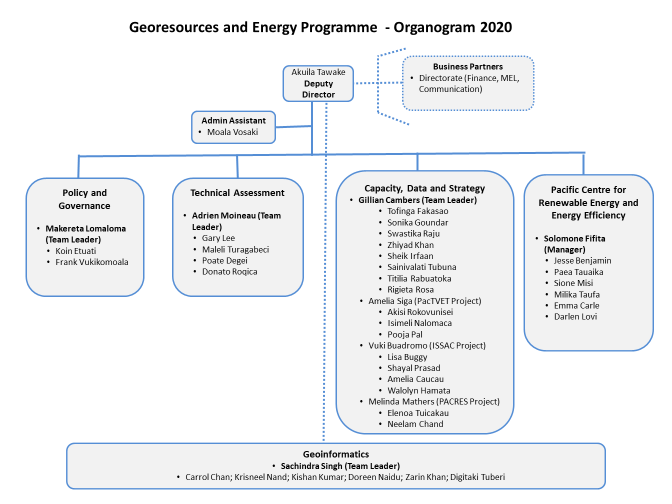 Georesources and Energy Programme - Organogram 2020
Akuila Tawake
Deputy
Director
Business Partners
• Directorate (Finance, MEL,
Communication)
Admin Assistant
• Moala Vosaki
Policy and
Governance
• Makereta Lomaloma
(Team Leader)
• Koin Etuati
• Frank Vukikomoala
Technical Assessment
• Adrien Moineau (Team
Leader)
• Gary Lee
• Maleli Turagabeci
• Poate Degei
• Donato Roqica
Capacity, Data and Strategy
• Gillian Cambers (Team Leader)
• Tofinga Fakasao
• Sonika Goundar
• Swastika Raju
• Zhiyad Khan
• Sheik Irfaan
• Sainivalati Tubuna
• Titilia Rabuatoka
• Rigieta Rosa
• Amelia Siga (PacTVET Project)
• Akisi Rokovunisei
• Isimeli Nalomaca
• Pooja Pal
• Vuki Buadromo (ISSAC Project)
• Lisa Buggy
• Shayal Prasad
• Amelia Caucau
• Walolyn Hamata
• Melinda Mathers (PACRES Project)
• Elenoa Tuicakau
• Neelam Chand
Pacific Centre for
Renewable Energy and
Energy Efficiency
• Solomone Fifita
(Manager)
• Jesse Benjamin
• Paea Tauaika
• Sione Misi
• Milika Taufa
• Emma Carle
• Darlen Lovi
Geoinformatics
• Sachindra Singh (Team Leader)
• Carrol Chan; Krisneel Nand; Kishan Kumar; Doreen Naidu; Zarin Khan; Digitaki Tuberi